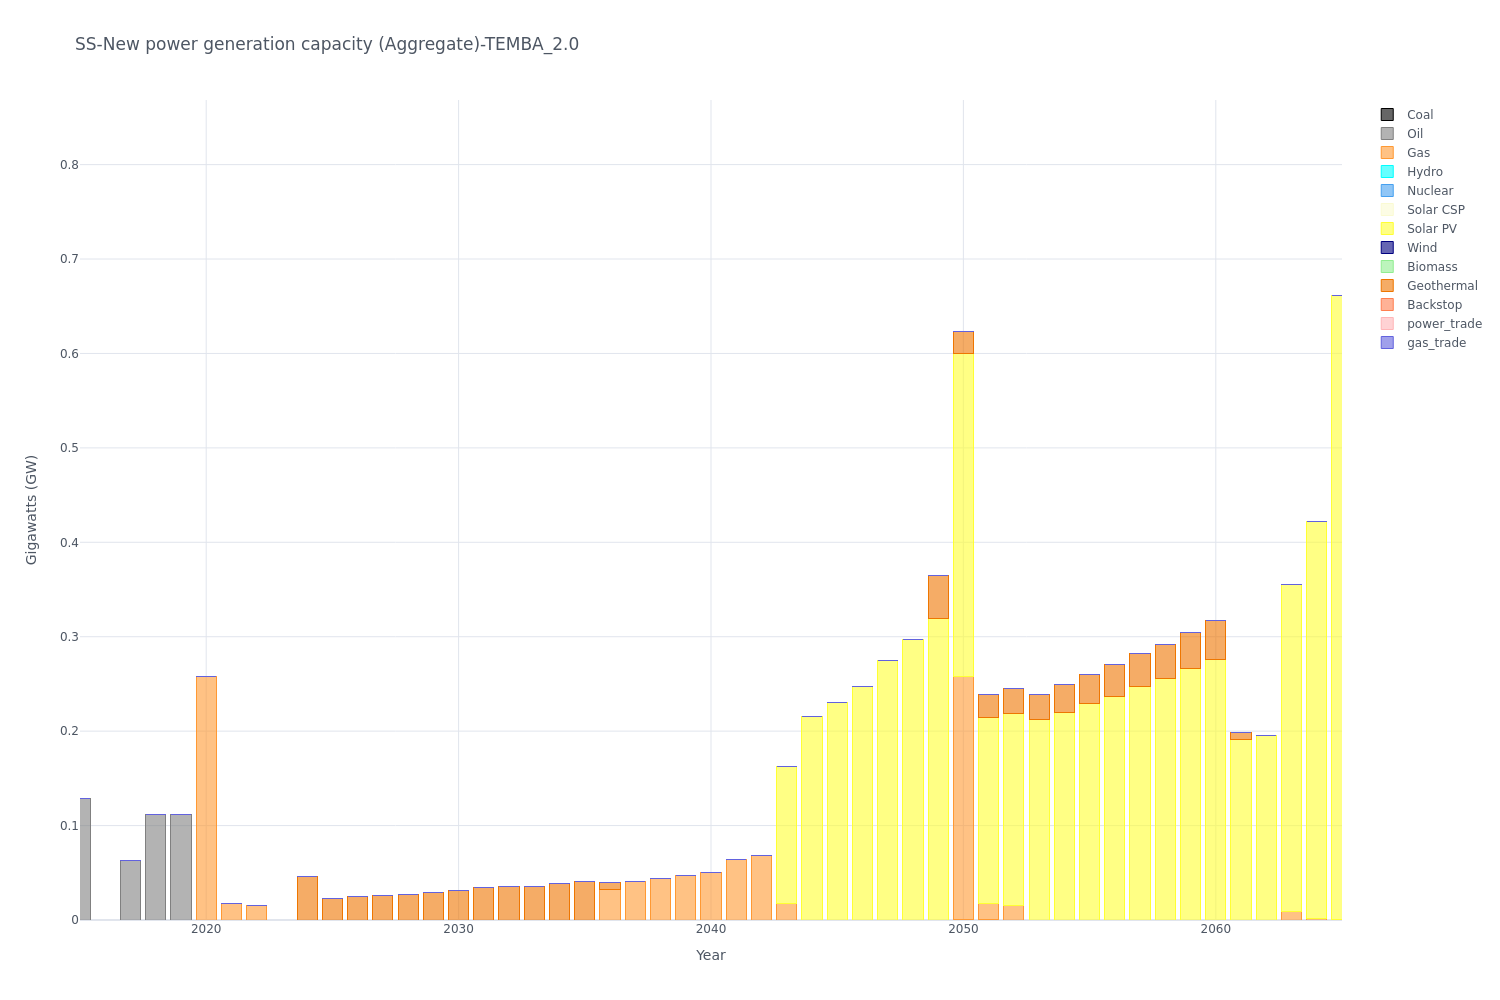 SS-New power generation capacity (Aggregate)-TEMBA_2.0
Coal
Oil
Gas
Hydro
Nuclear
Solar CSP
Solar PV
Wind
Biomass
Geothermal
Backstop
power_trade
gas_trade
0.8
0.7
0.6
0.5
0.4
0.3
0.2
0.1
0
Gigawatts (GW)
2020
2030
2040
2050
2060
Year